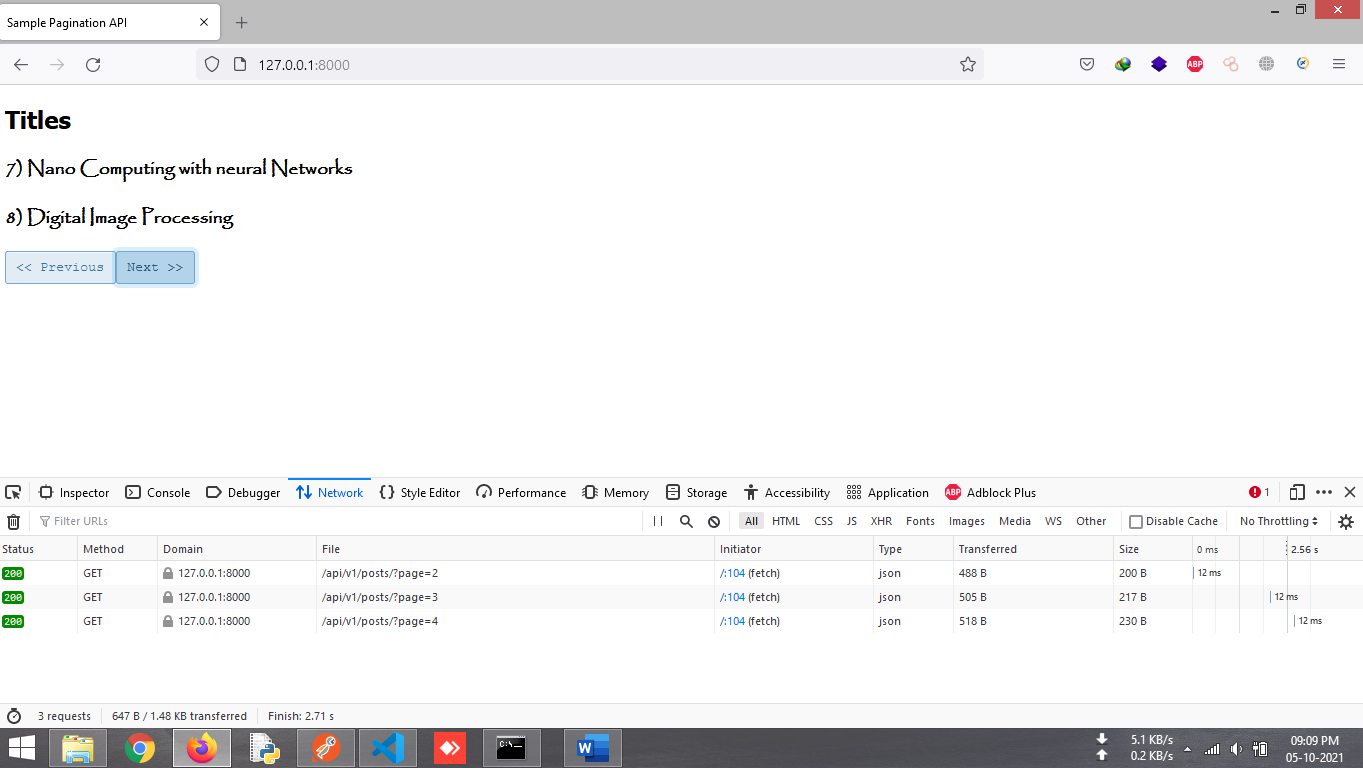 Sample Pagination API
127.0.0.1:8000
ABP
Titles
7) Nano Computing with neural Networks
8) Digital Image Processing
<< Previous Next >>
Inspector Console Debugger Network Style Editor Performance Memory Storage Accessibility Application ABP Adblock Plus 1
Filter URLs All HTML CSS JS XHR Fonts Images Media WS Other Disable Cache No Throttling
Status Method Domain File Initiator Type Transferred Size 0 ms 2.56 s
200 GET 127.0.0.1:8000 /api/v1/posts/?page=2 /:104 (fetch) json 488 B 200 B 12 ms
200 GET 127.0.0.1:8000 /api/v1/posts/?page=3 /:104 (fetch) json 505 B 217 B 12 ms
200 GET 127.0.0.1:8000 /api/v1/posts/?page=4 /:104 (fetch) json 518 B 230 B 12 ms
3 requests 647 B / 1.48 KB transferred Finish: 2.71 s
5.1 KB/s 09:09 PM
0.2 KB/s 05-10-2021